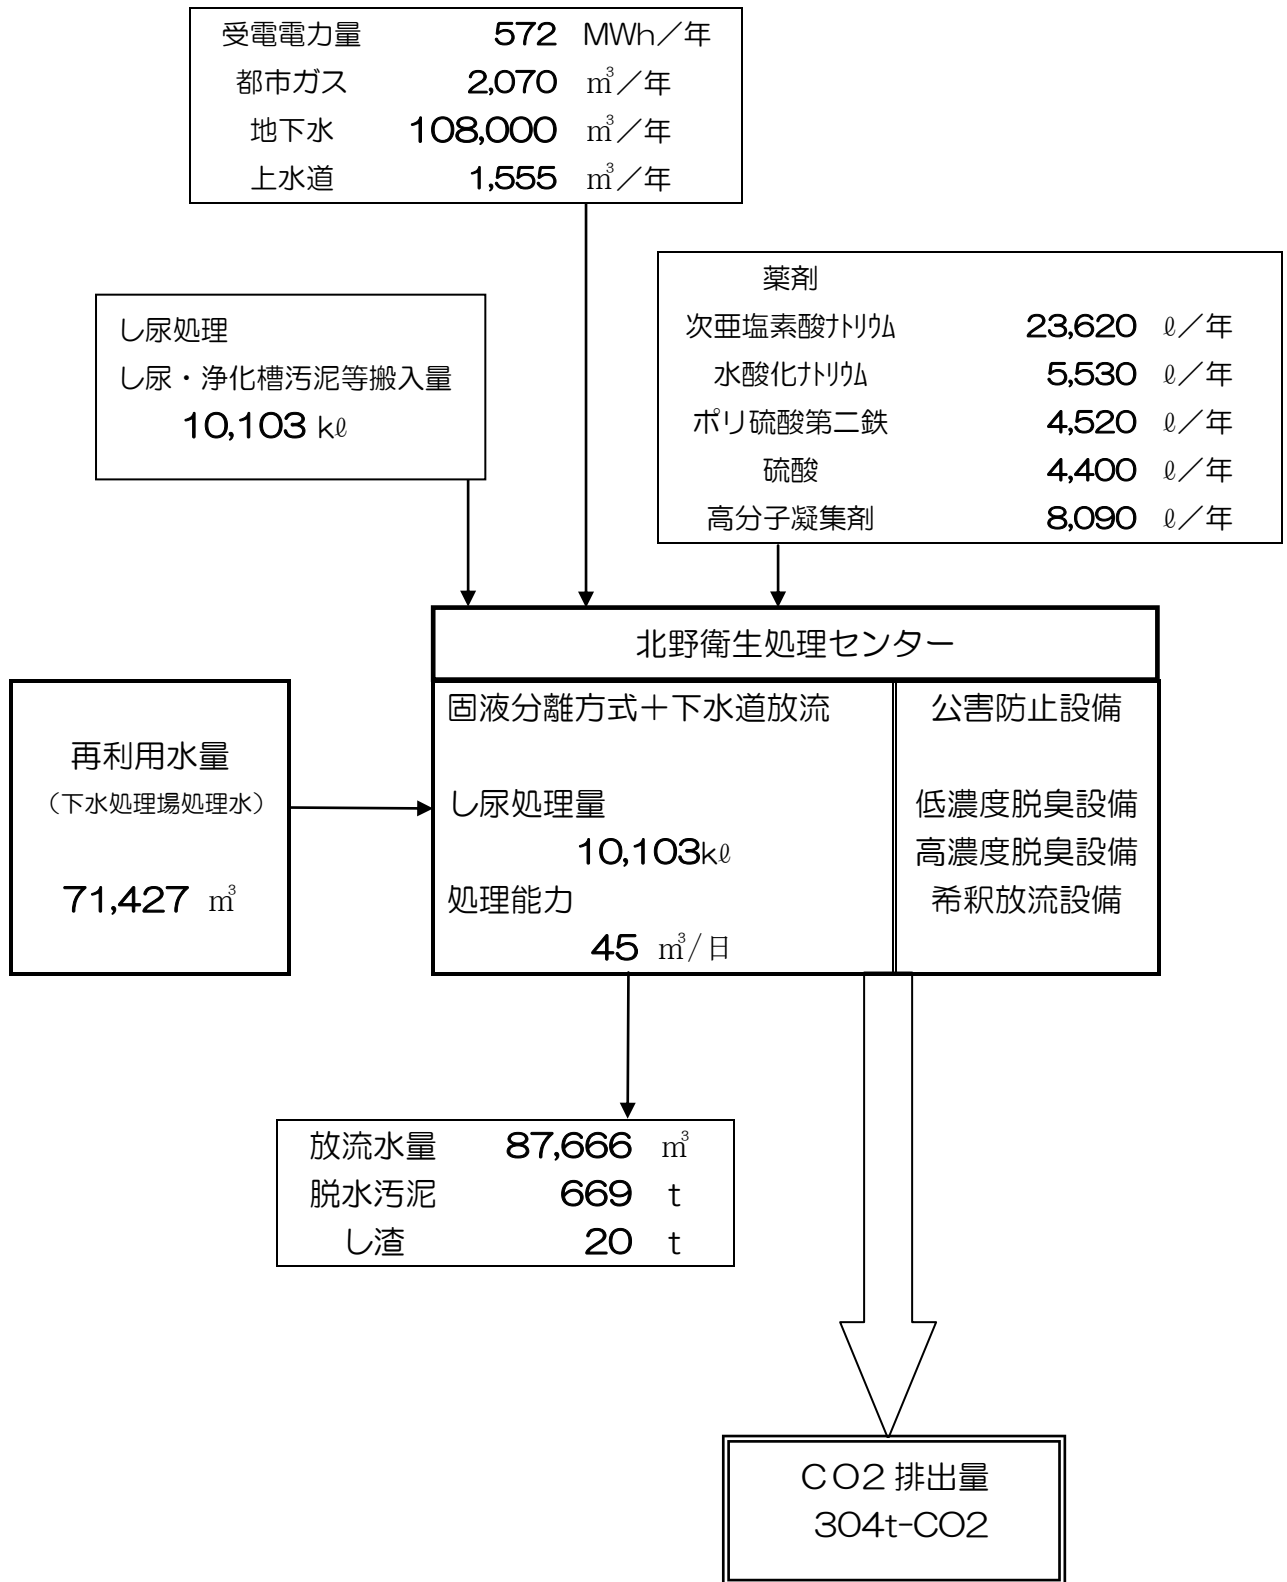 受電電力量 572 MWh／年
都市ガス 2,070 ㎥／年
地下水 108,000 ㎥／年
上水道 1,555 ㎥／年
し尿処理
し尿・浄化槽汚泥等搬入量
10,103 kℓ
薬剤
次亜塩素酸ﾅﾄﾘｳﾑ 23,620 ℓ／年
水酸化ﾅﾄﾘｳﾑ 5,530 ℓ／年
ポリ硫酸第二鉄 4,520 ℓ／年
硫酸 4,400 ℓ／年
高分子凝集剤 8,090 ℓ／年
北野衛生処理センター
再利用水量
（下水処理場処理水）
71,427 ㎥
固液分離方式＋下水道放流
し尿処理量
10,103kℓ
処理能力
45 ㎥/日
公害防止設備
低濃度脱臭設備
高濃度脱臭設備
希釈放流設備
放流水量 87,666 ㎥
脱水汚泥 669 t
し渣 20 t
ＣＯ２排出量
304t-CO2